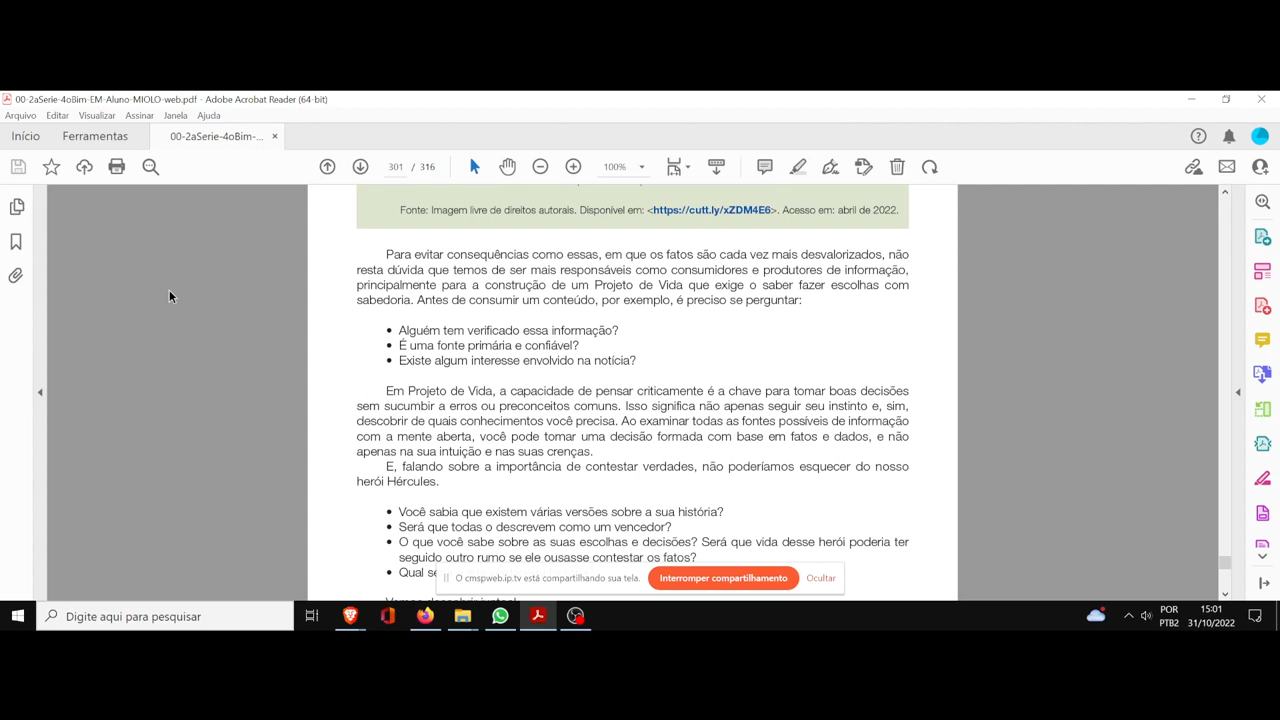 00-2aSerie-4oBim-EM-Aluno-MIOLO-web.pdf - Adobe Acrobat Reader (64-bit)
Arquivo Editar Visualizar Assinar Janela Ajuda
Início Ferramentas 00-2aSerie-4oBim-... ×
301 / 316 100%
Fonte: Imagem livre de direitos autorais. Disponível em: <https://cutt.ly/xZDM4E6>. Acesso em: abril de 2022.
Para evitar consequências como essas, em que os fatos são cada vez mais desvalorizados, não
resta dúvida que temos de ser mais responsáveis como consumidores e produtores de informação,
principalmente para a construção de um Projeto de Vida que exige o saber fazer escolhas com
sabedoria. Antes de consumir um conteúdo, por exemplo, é preciso se perguntar:
• Alguém tem verificado essa informação?
• É uma fonte primária e confiável?
• Existe algum interesse envolvido na notícia?
Em Projeto de Vida, a capacidade de pensar criticamente é a chave para tomar boas decisões
sem sucumbir a erros ou preconceitos comuns. Isso significa não apenas seguir seu instinto e, sim,
descobrir de quais conhecimentos você precisa. Ao examinar todas as fontes possíveis de informação
com a mente aberta, você pode tomar uma decisão formada com base em fatos e dados, e não
apenas na sua intuição e nas suas crenças.
E, falando sobre a importância de contestar verdades, não poderíamos esquecer do nosso
herói Hércules.
• Você sabia que existem várias versões sobre a sua história?
• Será que todas o descrevem como um vencedor?
• O que você sabe sobre as suas escolhas e decisões? Será que vida desse herói poderia ter
seguido outro rumo se ele ousasse contestar os fatos?
• Qual se
O cmspweb.ip.tv está compartilhando sua tela. Interromper compartilhamento Ocultar
Digite aqui para pesquisar
POR
PTB2
15:01
31/10/2022